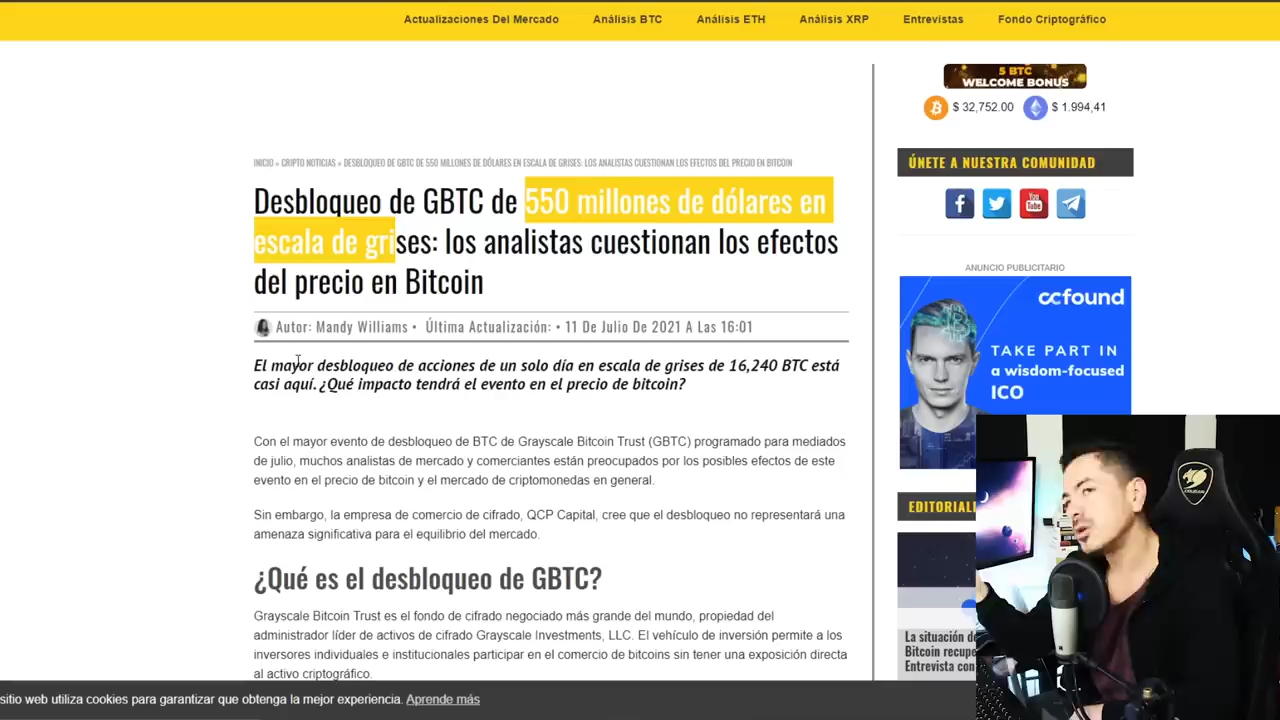 Actualizaciones Del Mercado
Análisis BTC
Análisis ETH
Análisis XRP
Entrevistas
Fondo Criptográfico
5 BTC
WELCOME BONUS
$ 32,752.00
$ 1.994,41
INICIO » CRIPTO NOTICIAS » DESBLOQUEO DE GBTC DE 550 MILLONES DE DÓLARES EN ESCALA DE GRISES: LOS ANALISTAS CUESTIONAN LOS EFECTOS DEL PRECIO EN BITCOIN
Desbloqueo de GBTC de 550 millones de dólares en
escala de grises: los analistas cuestionan los efectos
del precio en Bitcoin
Autor: Mandy Williams • Última Actualización: • 11 De Julio De 2021 A Las 16:01
El mayor desbloqueo de acciones de un solo día en escala de grises de 16,240 BTC está
casi aquí. ¿Qué impacto tendrá el evento en el precio de bitcoin?
Con el mayor evento de desbloqueo de BTC de Grayscale Bitcoin Trust (GBTC) programado para mediados
de julio, muchos analistas de mercado y comerciantes están preocupados por los posibles efectos de este
evento en el precio de bitcoin y el mercado de criptomonedas en general.
Sin embargo, la empresa de comercio de cifrado, QCP Capital, cree que el desbloqueo no representará una
amenaza significativa para el equilibrio del mercado.
¿Qué es el desbloqueo de GBTC?
Grayscale Bitcoin Trust es el fondo de cifrado negociado más grande del mundo, propiedad del
administrador líder de activos de cifrado Grayscale Investments, LLC. El vehículo de inversión permite a los
inversores individuales e institucionales participar en el comercio de bitcoins sin tener una exposición directa
al activo criptográfico.
sitio web utiliza cookies para garantizar que obtenga la mejor experiencia. Aprende más
ÚNETE A NUESTRA COMUNIDAD
You
Tube
ANUNCIO PUBLICITARIO
ccfound
TAKE PART IN
a wisdom-focused
ICO
EDITORIAL
La situación de
Bitcoin recupe
Entrevista con
COUGAR